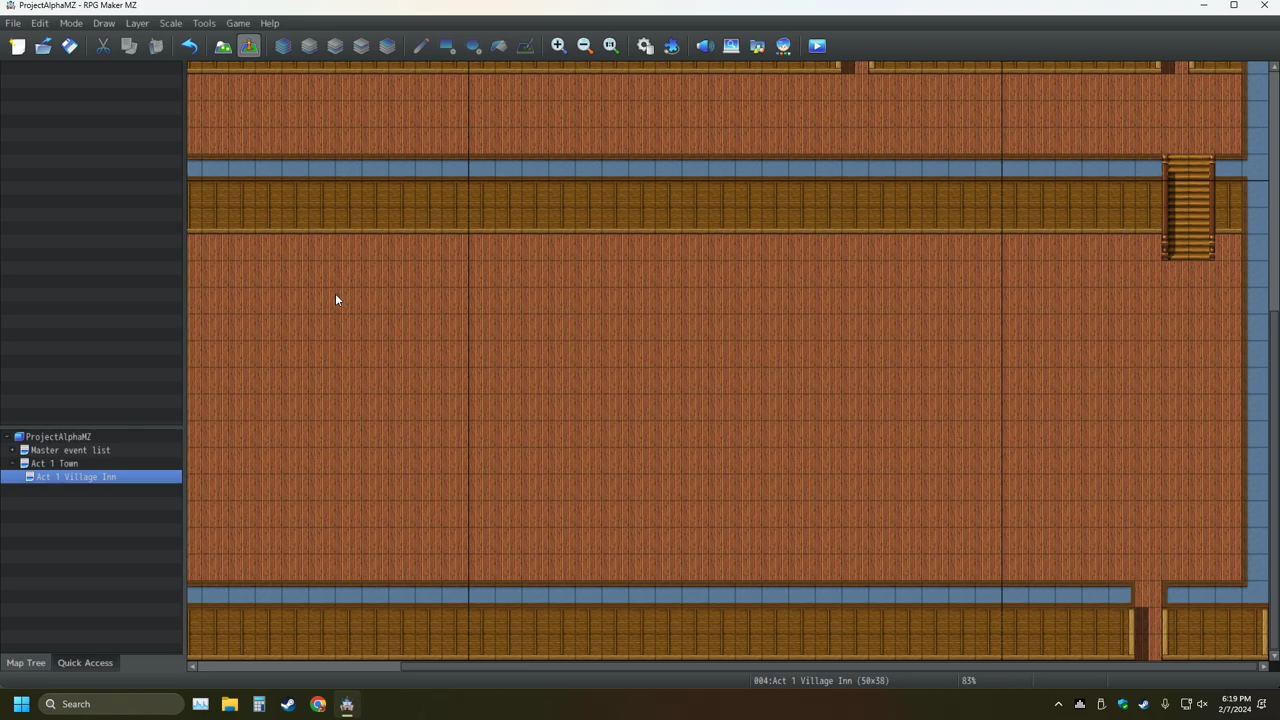 ProjectAlphaMZ - RPG Maker MZ
File Edit Mode Draw Layer Scale Tools Game Help
ProjectAlphaMZ
Master event list
Act 1 Town
Act 1 Village Inn
Map Tree Quick Access
004:Act 1 Village Inn (50x38) 83%
Search
6:19 PM
2/7/2024